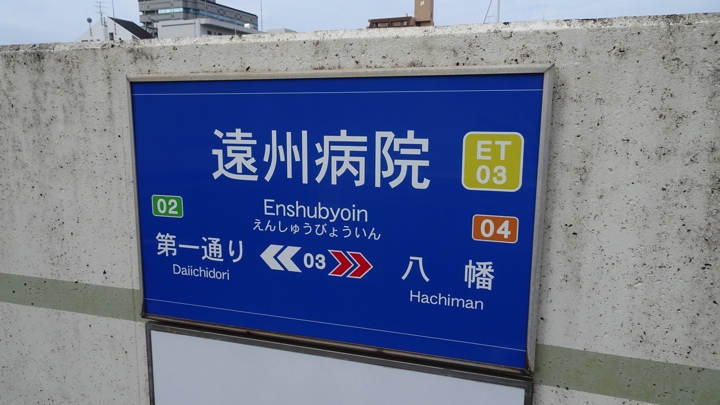 遠州病院
ET
03
Enshubyoin
えんしゅうびょういん
02
第一通り
Daiichidori
03
04
八幡
Hachiman